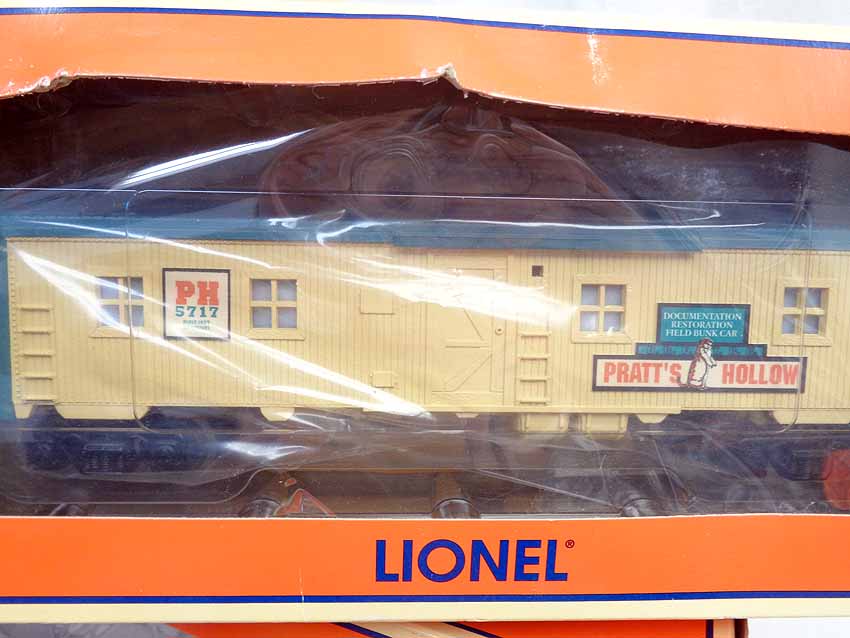 PH
5717
DOCUMENTATION
RESTORATION
FIELD BUNK CAR
PRATT'S HOLLOW
LIONEL®